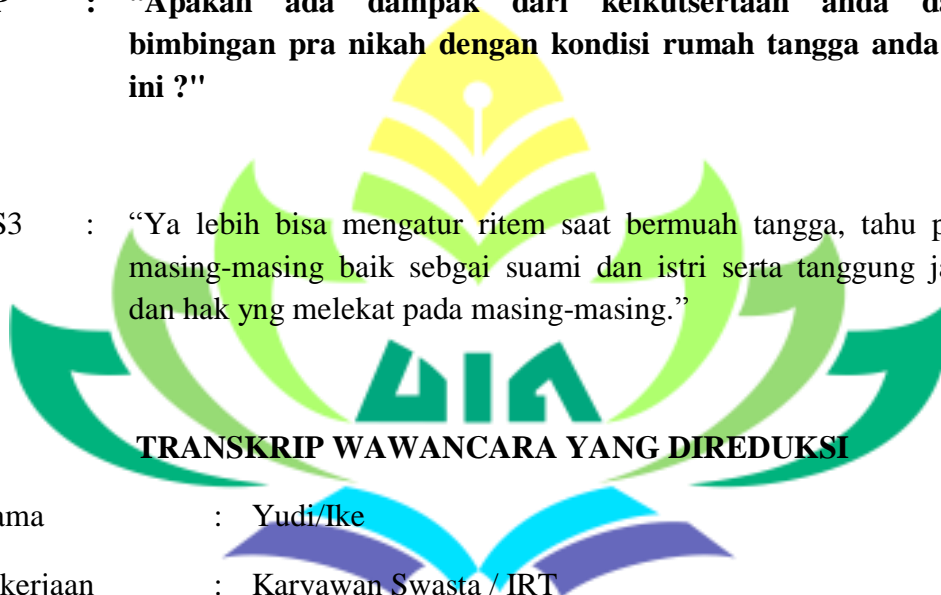 : "Apakah ada dampak dari keikutsertaan anda
bimbingan pra nikah dengan kondisi rumah tangga anda
ini ?"
S3 : “Ya lebih bisa mengatur ritem saat bermuah tangga, tahu
masing-masing baik sebgai suami dan istri serta tanggung
dan hak yng melekat pada masing-masing.”
UIN
TRANSKRIP WAWANCARA YANG DIREDUKSI
ama : Yudi/Ike
kerjaan : Karyawan Swasta / IRT